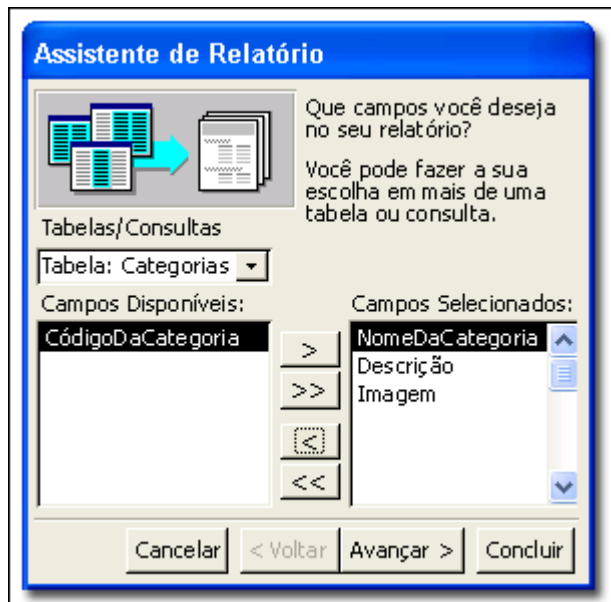 Assistente de Relatório
Que campos você deseja
no seu relatório?
Você pode fazer a sua
escolha em mais de uma
tabela ou consulta.
Tabelas/Consultas
Tabela: Categorias
Campos Disponíveis:
CódigoDaCategoria
>
>>
<
<<
Campos Selecionados:
NomeDaCategoria
Descrição
Imagem
Cancelar < Voltar Avançar > Concluir